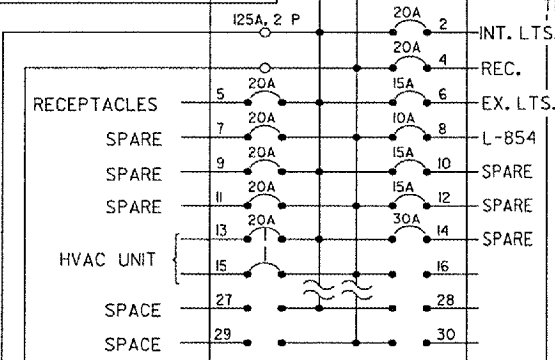 125A, 2 P 20A 2 INT. LTS.
20A 4 REC.
RECEPTACLES 5 20A 15A 6 EX. LTS.
SPARE 7 20A 10A 8 L-854
SPARE 9 20A 15A 10 SPARE
SPARE 11 20A 15A 12 SPARE
13 20A 30A 14 SPARE
HVAC UNIT
15 16
SPACE 27 28
SPACE 29 30